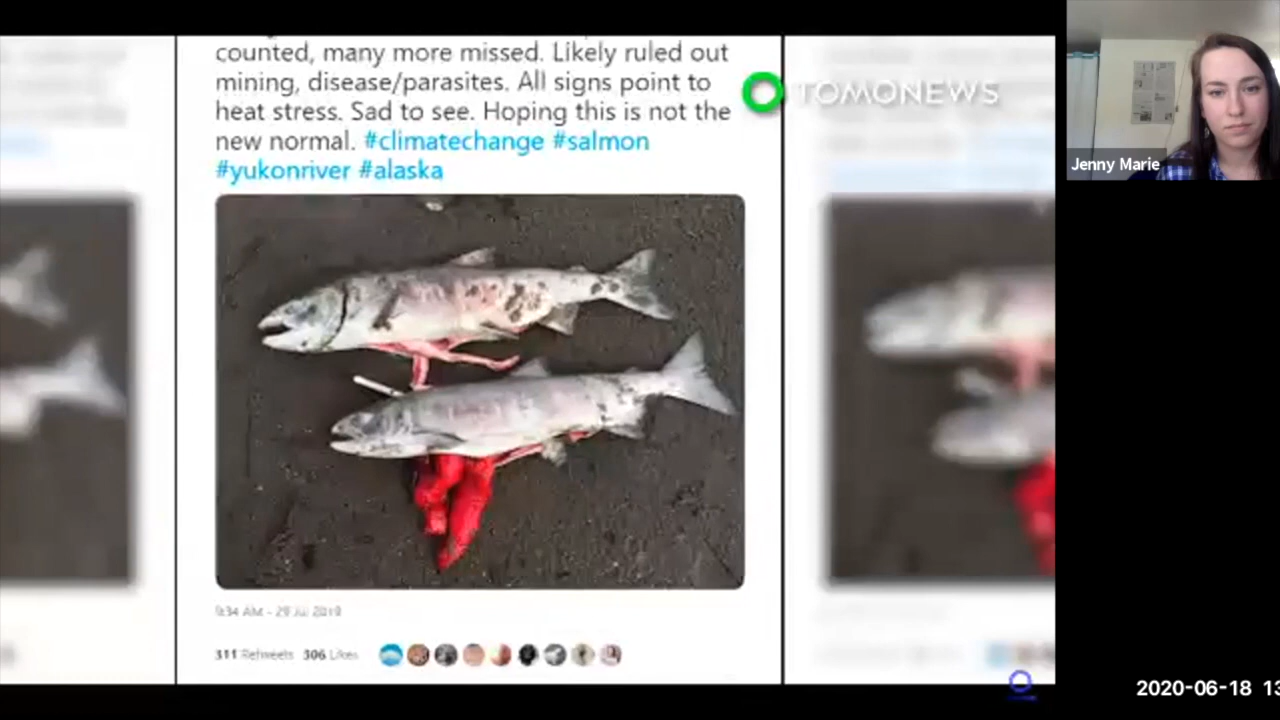 counted, many more missed. Likely ruled out
mining, disease/parasites. All signs point to
heat stress. Sad to see. Hoping this is not the
new normal. #climatechange #salmon
#yukonriver #alaska
TOMONEWS
Jenny Marie
9:34 AM - 29 Jul 2019
311 Retweets 306 Likes
2020-06-18 13